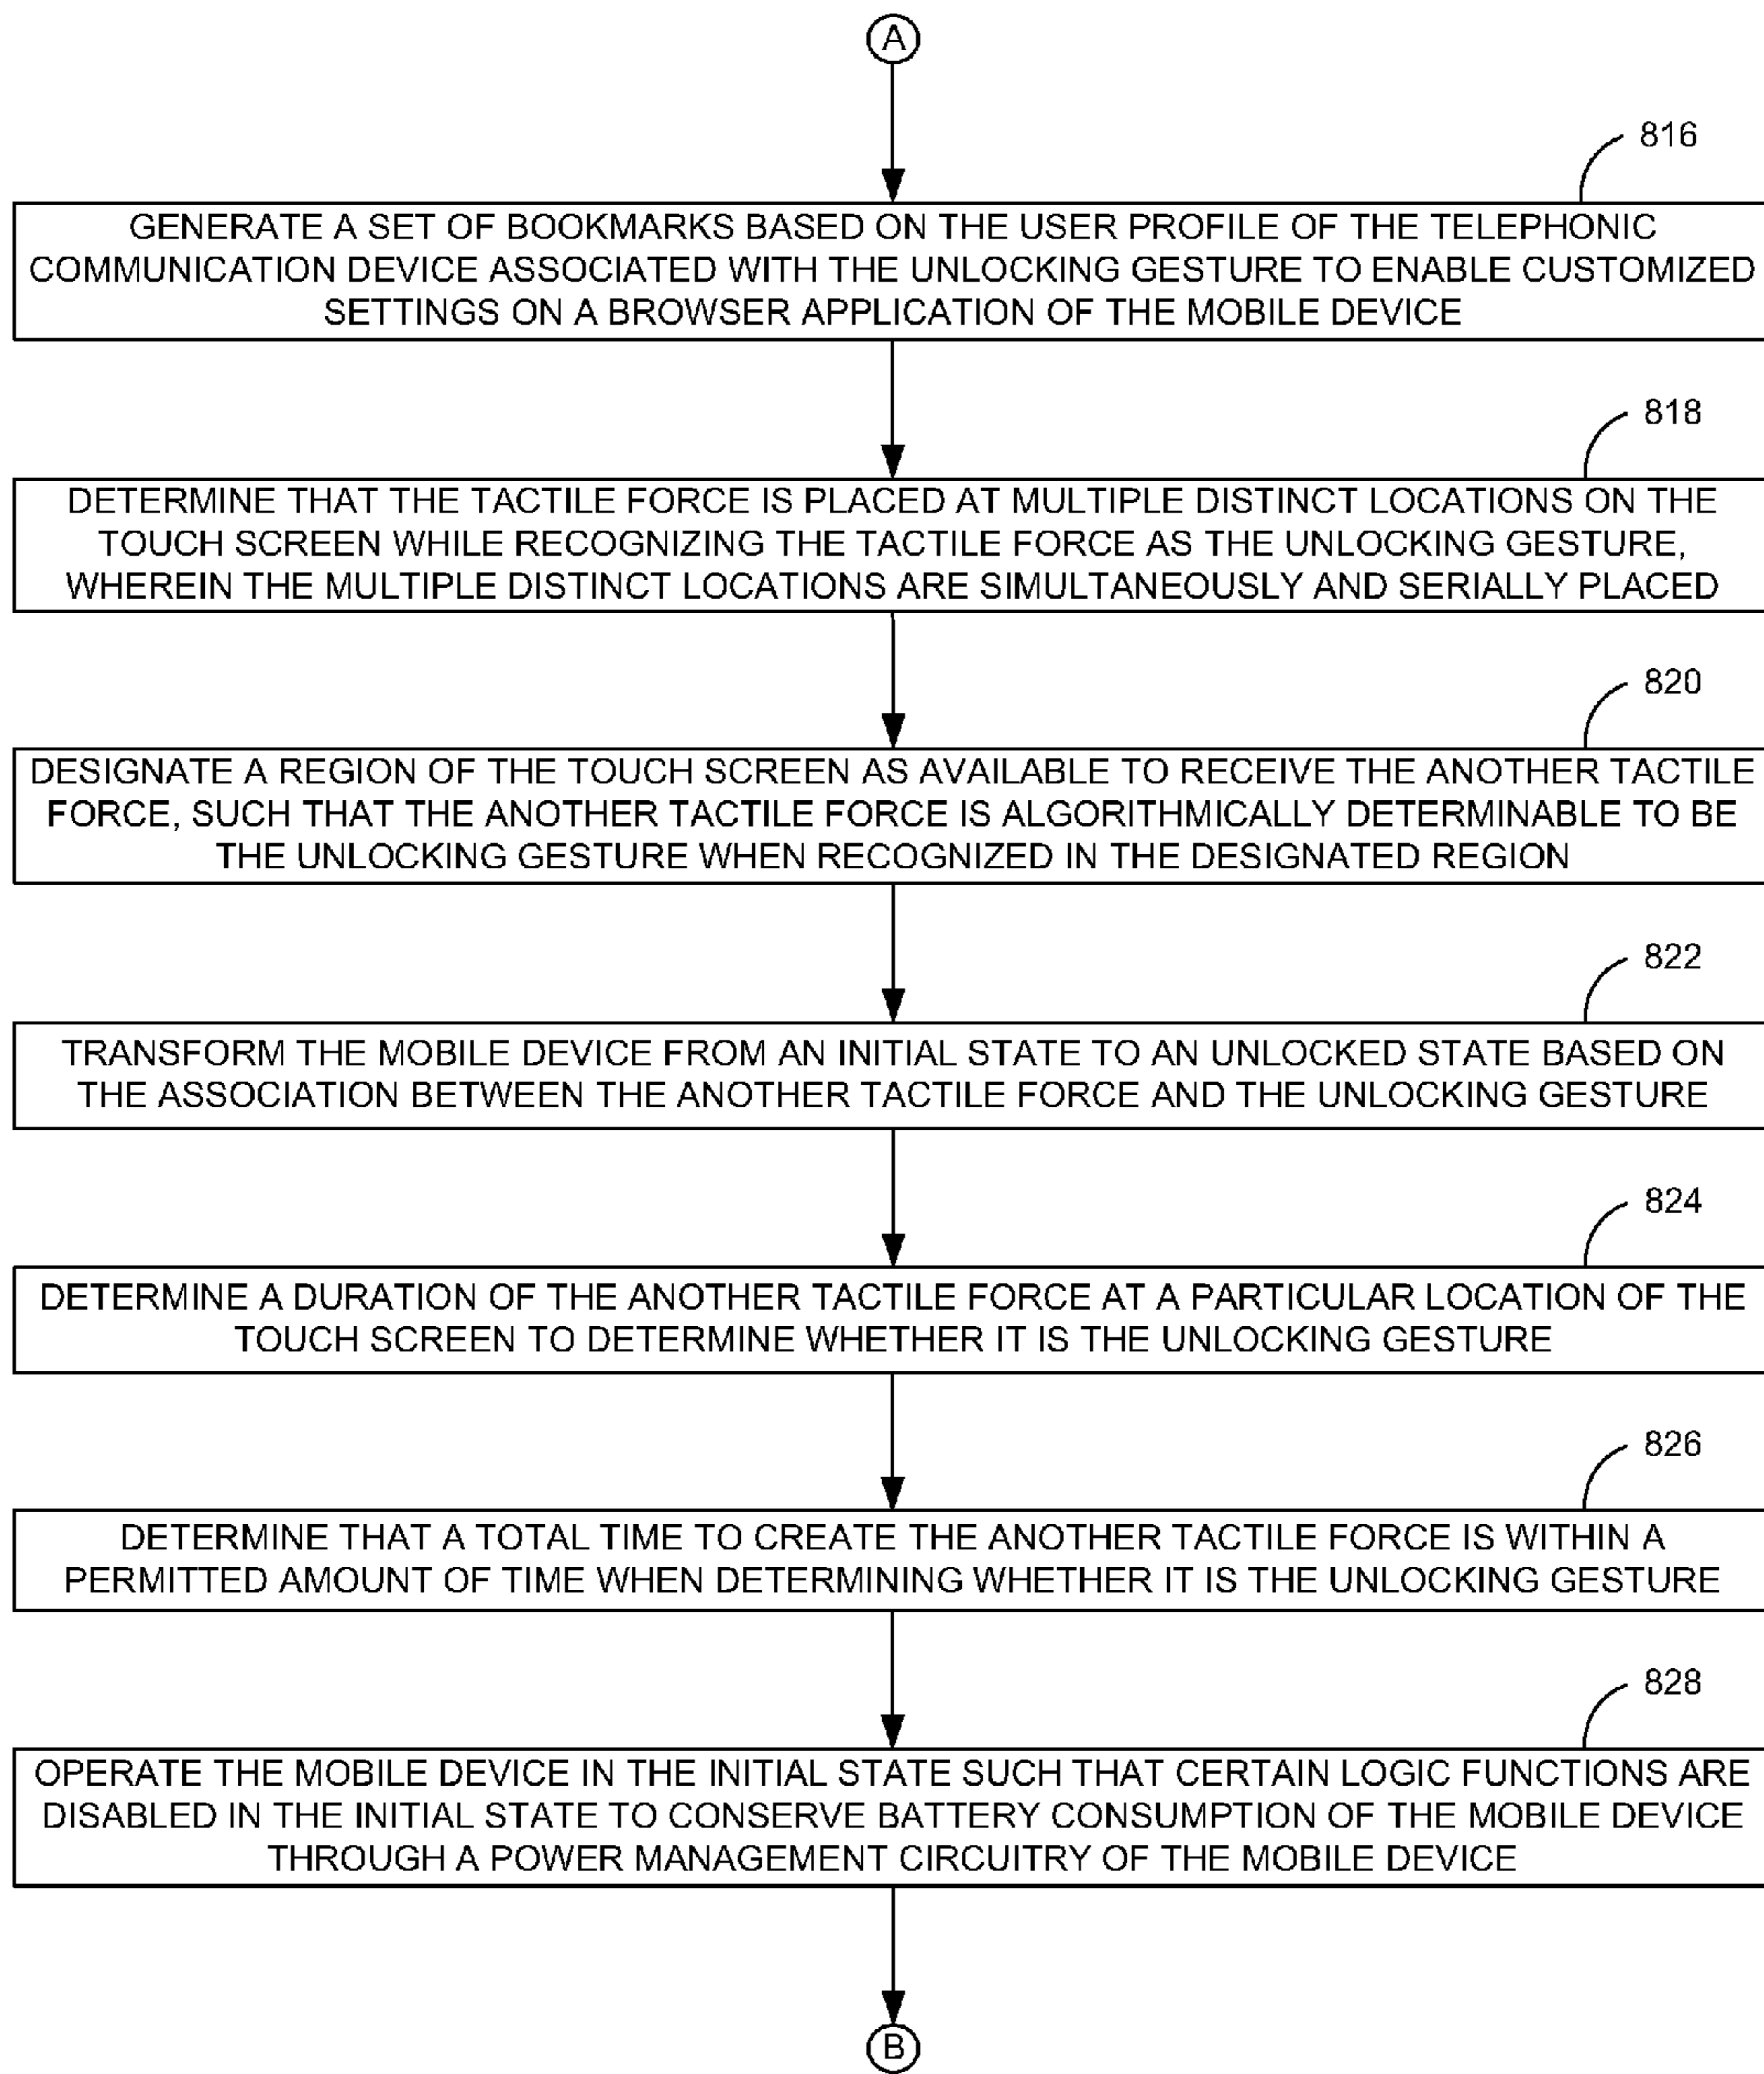 A
816
GENERATE A SET OF BOOKMARKS BASED ON THE USER PROFILE OF THE TELEPHONIC
COMMUNICATION DEVICE ASSOCIATED WITH THE UNLOCKING GESTURE TO ENABLE CUSTOMIZED
SETTINGS ON A BROWSER APPLICATION OF THE MOBILE DEVICE
818
DETERMINE THAT THE TACTILE FORCE IS PLACED AT MULTIPLE DISTINCT LOCATIONS ON THE
TOUCH SCREEN WHILE RECOGNIZING THE TACTILE FORCE AS THE UNLOCKING GESTURE,
WHEREIN THE MULTIPLE DISTINCT LOCATIONS ARE SIMULTANEOUSLY AND SERIALLY PLACED
820
DESIGNATE A REGION OF THE TOUCH SCREEN AS AVAILABLE TO RECEIVE THE ANOTHER TACTILE
FORCE, SUCH THAT THE ANOTHER TACTILE FORCE IS ALGORITHMICALLY DETERMINABLE TO BE
THE UNLOCKING GESTURE WHEN RECOGNIZED IN THE DESIGNATED REGION
822
TRANSFORM THE MOBILE DEVICE FROM AN INITIAL STATE TO AN UNLOCKED STATE BASED ON
THE ASSOCIATION BETWEEN THE ANOTHER TACTILE FORCE AND THE UNLOCKING GESTURE
824
DETERMINE A DURATION OF THE ANOTHER TACTILE FORCE AT A PARTICULAR LOCATION OF THE
TOUCH SCREEN TO DETERMINE WHETHER IT IS THE UNLOCKING GESTURE
826
DETERMINE THAT A TOTAL TIME TO CREATE THE ANOTHER TACTILE FORCE IS WITHIN A
PERMITTED AMOUNT OF TIME WHEN DETERMINING WHETHER IT IS THE UNLOCKING GESTURE
828
OPERATE THE MOBILE DEVICE IN THE INITIAL STATE SUCH THAT CERTAIN LOGIC FUNCTIONS ARE
DISABLED IN THE INITIAL STATE TO CONSERVE BATTERY CONSUMPTION OF THE MOBILE DEVICE
THROUGH A POWER MANAGEMENT CIRCUITRY OF THE MOBILE DEVICE
B